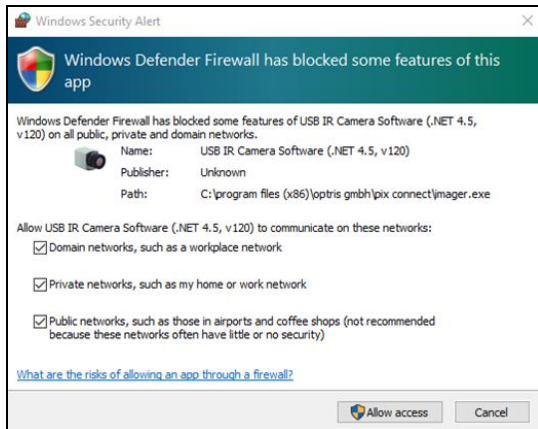 Windows Security Alert
Windows Defender Firewall has blocked some features of this
app
Windows Defender Firewall has blocked some features of USB IR Camera Software (.NET 4.5,
v120) on all public, private and domain networks.
Name: USB IR Camera Software (.NET 4.5, v120)
Publisher: Unknown
Path: C:\program files (x86)\optris gmbh\pix connect\imager.exe
Allow USB IR Camera Software (.NET 4.5, v120) to communicate on these networks:
Domain networks, such as a workplace network
Private networks, such as my home or work network
Public networks, such as those in airports and coffee shops (not recommended
because these networks often have little or no security)
What are the risks of allowing an app through a firewall?
Allow access Cancel